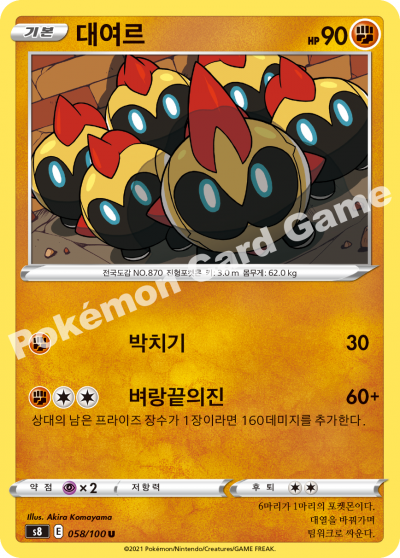 기본 대여르 HP 90
전국도감 NO.870 진형포켓몬 키: 3.0 m 몸무게: 62.0 kg
박치기 30
벼랑끝의진 60+
상대의 남은 프라이즈 장수가 1장이라면 160데미지를 추가한다.
약점 ×2 저항력 후퇴
Illus. Akira Komayama
6마리가 1마리의 포켓몬이다.
s8 E 058/100 U
대열을 바꿔가며
팀워크로 싸운다.
©2021 Pokémon/Nintendo/Creatures/GAME FREAK.
Pokémon Card Game